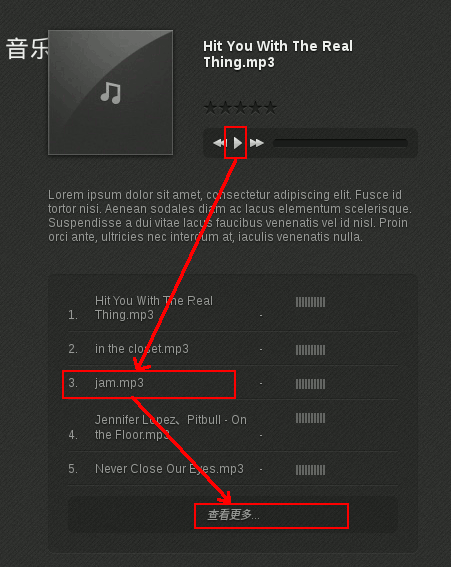 音乐
Hit You With The Real
Thing.mp3
Lorem ipsum dolor sit amet, consectetur adipiscing elit. Fusce id
tortor nisi. Aenean sodales diam ac lacus elementum scelerisque.
Suspendisse a dui vitae lacus faucibus venenatis vel id nisl. Proin
orci ante, ultricies nec interdum at, iaculis venenatis nulla.
1. Hit You With The Real
Thing.mp3 -
2. in the closet.mp3 -
3. jam.mp3 -
4. Jennifer Lopez、Pitbull - On
the Floor.mp3 -
5. Never Close Our Eyes.mp3 -
查看更多...